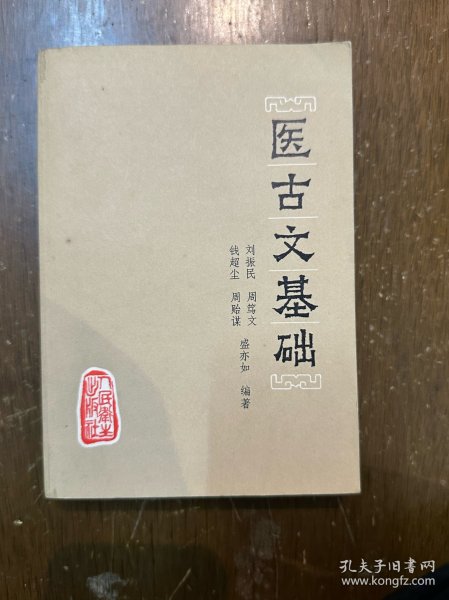 医古文基础
刘振民 周笃文
钱超尘 周贻谋
盛亦如 编著
人民卫生
出版社
孔夫子旧书网
www.kongfz.com